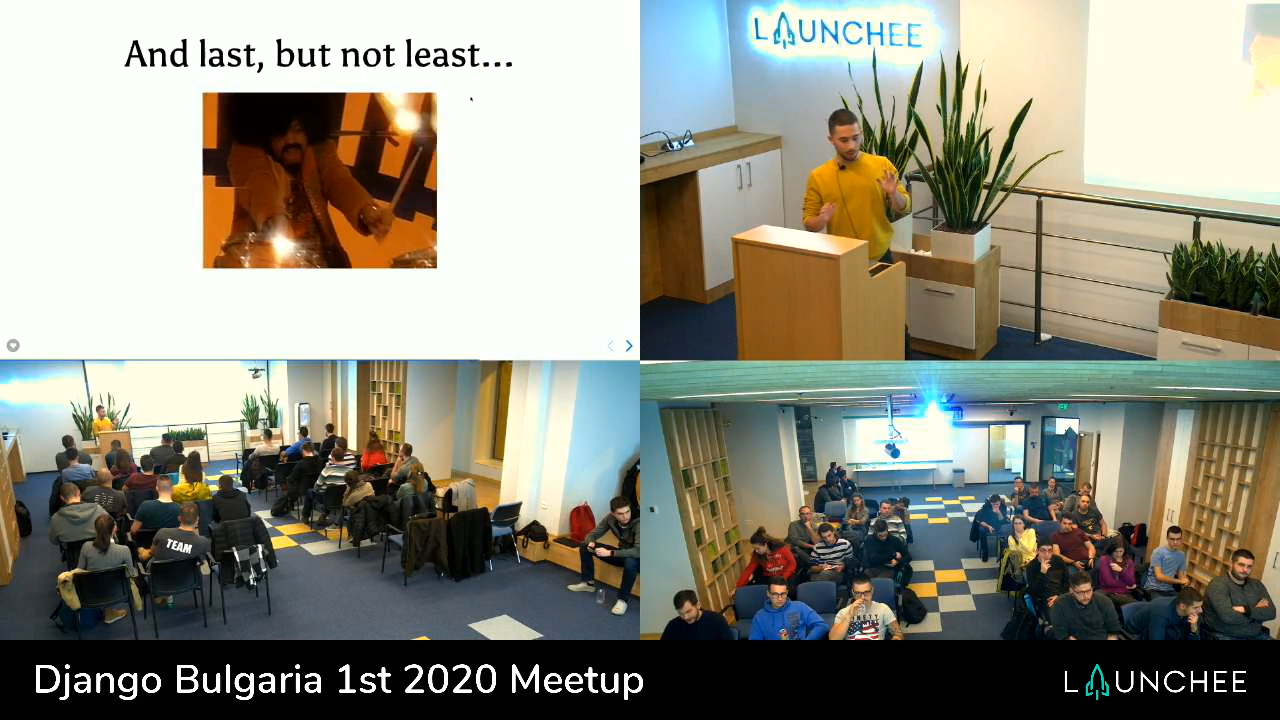 And last, but not least...
LAUNCHEE
TEAM
Django Bulgaria 1st 2020 Meetup
LAUNCHEE